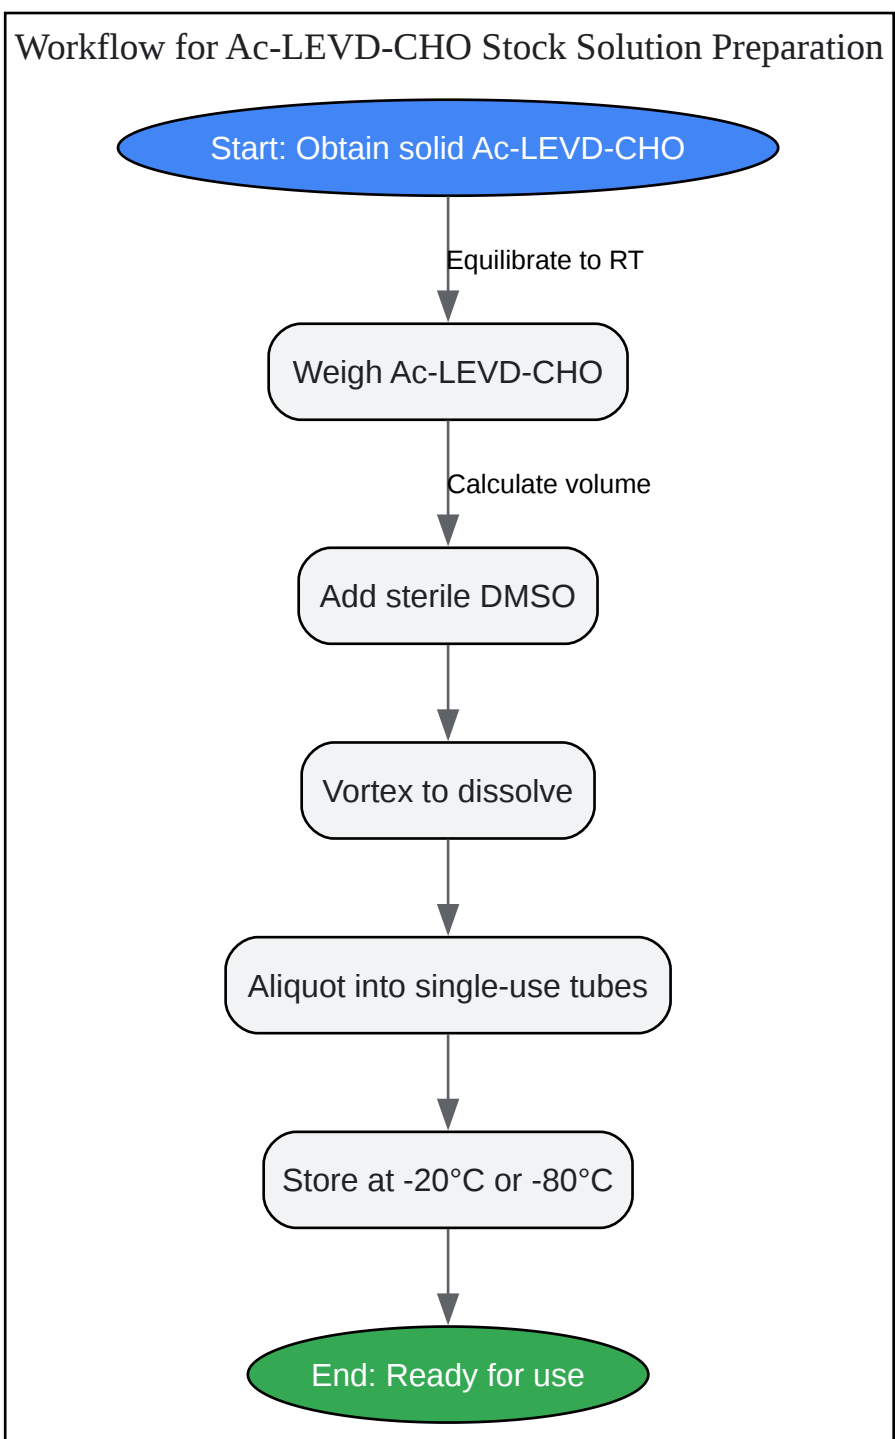 Workflow for Ac-LEVD-CHO Stock Solution Preparation
Start: Obtain solid Ac-LEVD-CHO
Equilibrate to RT
Weigh Ac-LEVD-CHO
Calculate volume
Add sterile DMSO
Vortex to dissolve
Aliquot into single-use tubes
Store at -20°C or -80°C
End: Ready for use